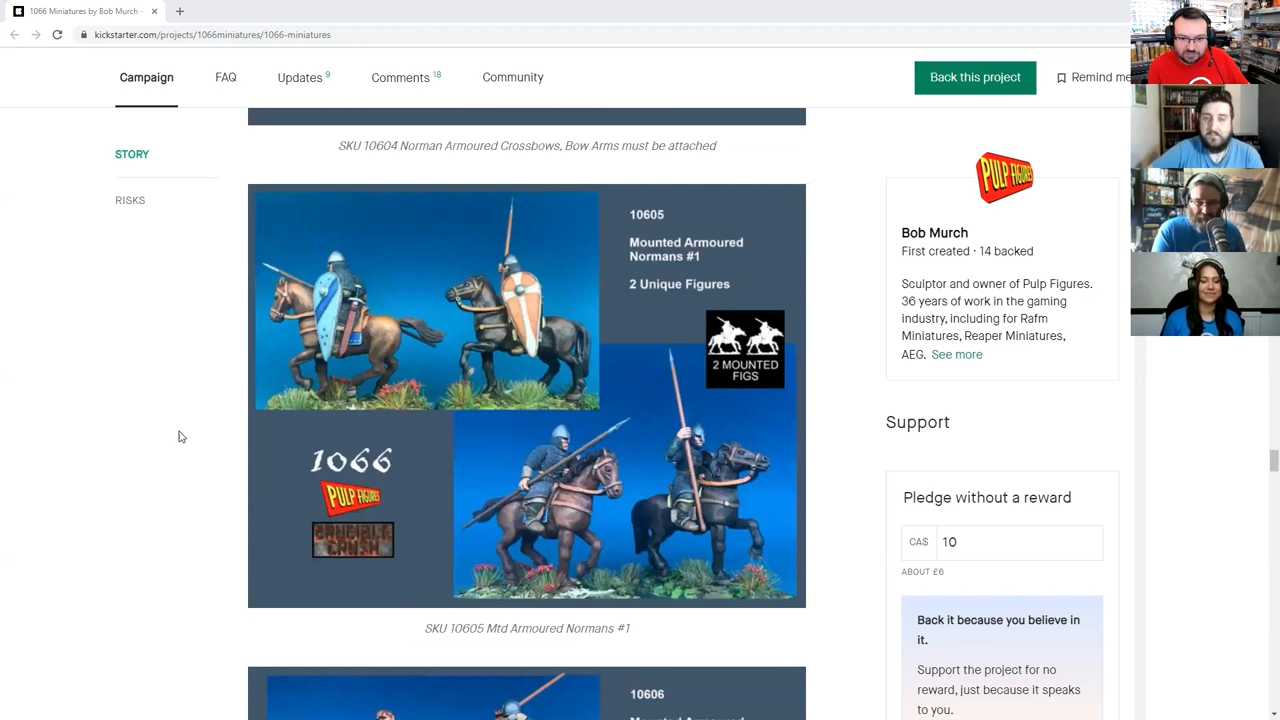 1066 Miniatures by Bob Murch -
kickstarter.com/projects/1066miniatures/1066-miniatures
Campaign
FAQ
Updates 9
Comments 18
Community
Back this project
Remind me
STORY
RISKS
SKU 10604 Norman Armoured Crossbows, Bow Arms must be attached
10605
Mounted Armoured
Normans #1
2 Unique Figures
2 MOUNTED
FIGS
1066
PULP FIGURES
CRUCIBLE
CRUSH
SKU 10605 Mtd Armoured Normans #1
10606
Mounted Armoured
PULP FIGURES
Bob Murch
First created · 14 backed
Sculptor and owner of Pulp Figures.
36 years of work in the gaming
industry, including for Rafm
Miniatures, Reaper Miniatures,
AEG. See more
Support
Pledge without a reward
CA$ 10
ABOUT £6
Back it because you believe in
it.
Support the project for no
reward, just because it speaks
to you.